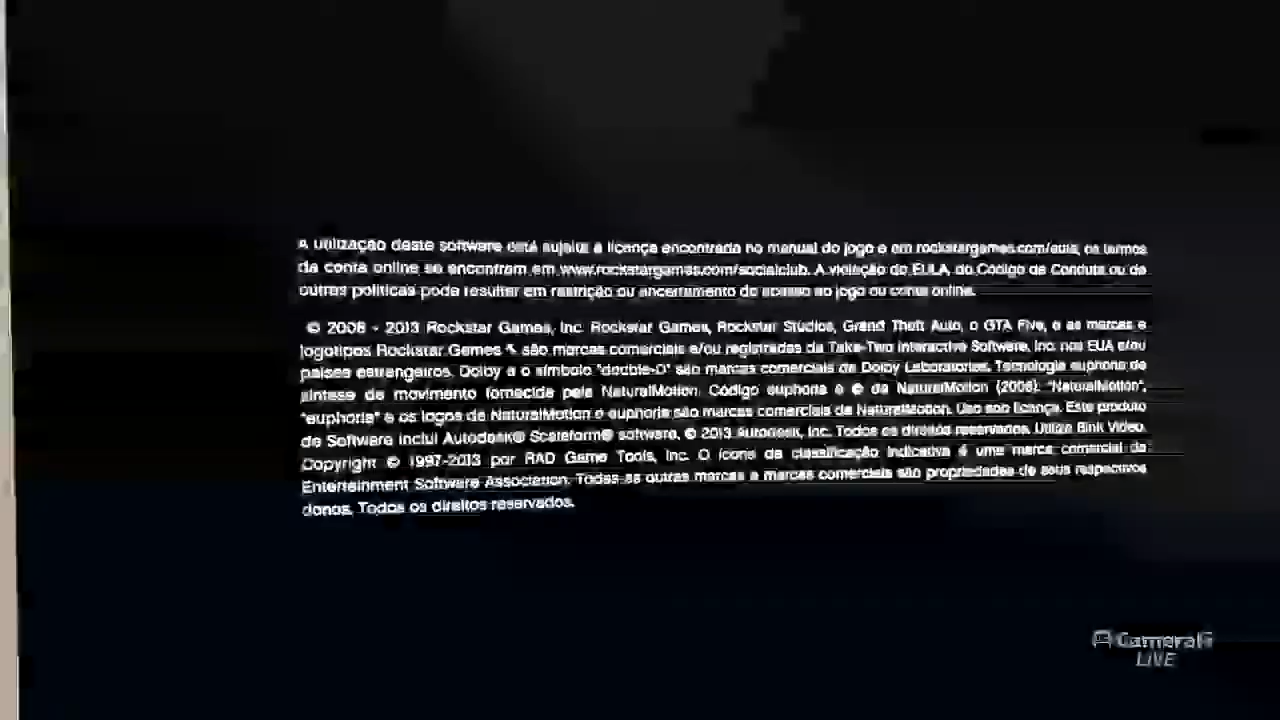 A utilização deste software está sujeita à licença encontrada no manual do jogo e em rockstargames.com/eula; os termos
da conta online se encontram em www.rockstargames.com/socialclub. A violação do EULA, do Código de Conduta ou de
outras políticas pode resultar em restrição ou encerramento do acesso ao jogo ou conta online.
© 2008 - 2013 Rockstar Games, Inc. Rockstar Games, Rockstar Studios, Grand Theft Auto, o GTA Five, e as marcas e
logotipos Rockstar Games são marcas comerciais e/ou registradas da Take-Two Interactive Software, Inc. nos EUA e/ou
países estrangeiros. Dolby e o símbolo "double-D" são marcas comerciais da Dolby Laboratories. Tecnologia euphoria de
síntese de movimento fornecida pela NaturalMotion. Código euphoria é © da NaturalMotion (2008). "NaturalMotion",
"euphoria" e os logos da NaturalMotion e euphoria são marcas comerciais da NaturalMotion. Uso sob licença. Este produto
de Software inclui Autodesk® Scaleform® software, © 2013 Autodesk, Inc. Todos os direitos reservados. Utiliza Bink Video.
Copyright © 1997-2013 por RAD Game Tools, Inc. O ícone da classificação indicativa é uma marca comercial da
Entertainment Software Association. Todas as outras marcas e marcas comerciais são propriedades de seus respectivos
donos. Todos os direitos reservados.
CameraFi
LIVE